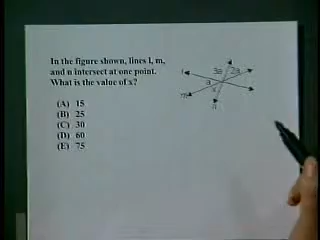 In the figure shown, lines l, m,
and n intersect at one point.
What is the value of x?
(A) 15
(B) 25
(C) 30
(D) 60
(E) 75
l
3a
2a
a
x
m
n